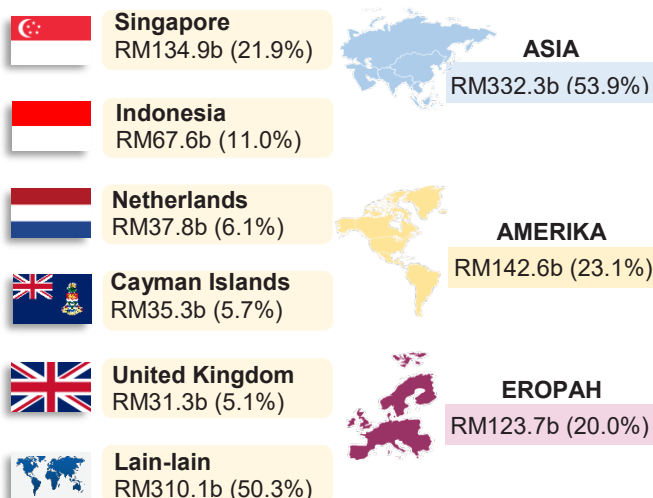 Singapore
RM134.9b (21.9%)
Indonesia
RM67.6b (11.0%)
Netherlands
RM37.8b (6.1%)
Cayman Islands
RM35.3b (5.7%)
United Kingdom
RM31.3b (5.1%)
Lain-lain
RM310.1b (50.3%)
ASIA
RM332.3b (53.9%)
AMERIKA
RM142.6b (23.1%)
EROPAH
RM123.7b (20.0%)